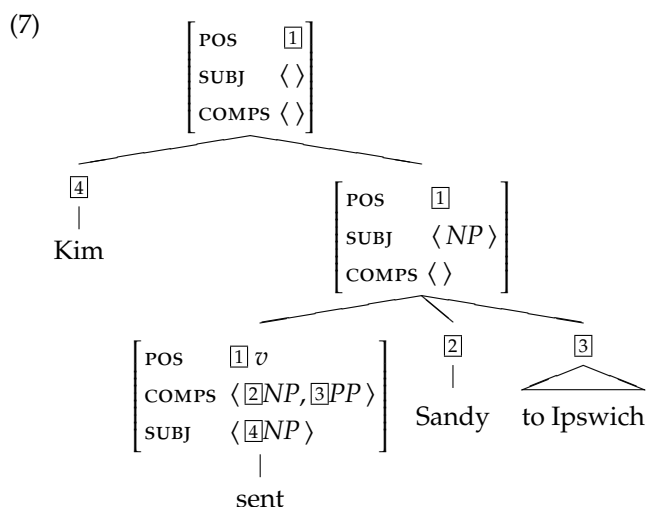 (7)
POS 1
SUBJ ⟨ ⟩
COMPS ⟨ ⟩
4
Kim
POS 1
SUBJ ⟨ NP ⟩
COMPS ⟨ ⟩
POS 1 v
COMPS ⟨ 2NP, 3PP ⟩
SUBJ ⟨ 4NP ⟩
sent
2
Sandy
3
to Ipswich